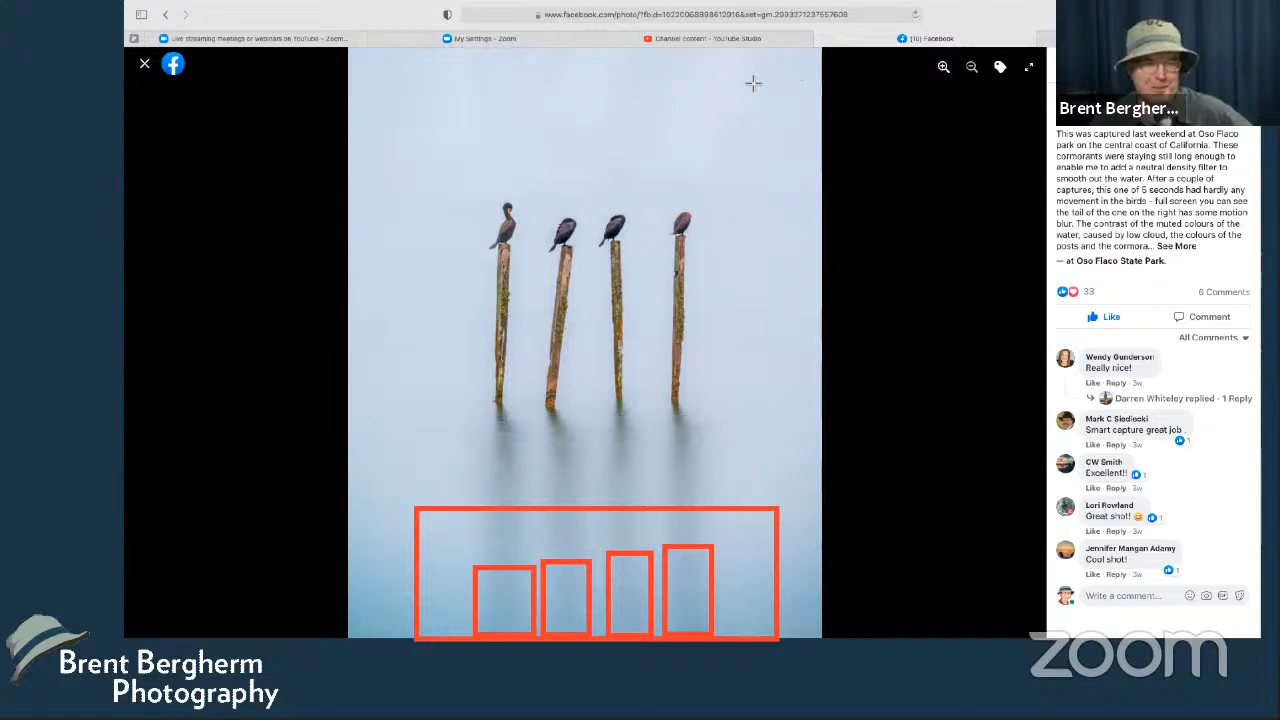 www.facebook.com/photo/?fbid=10220068898612916&set=gm.2093271237557608
Live streaming meetings or webinars on YouTube – Zoom...
My Settings - Zoom
Channel content - YouTube Studio
(10) Facebook
Brent Bergher...
This was captured last weekend at Oso Flaco
park on the central coast of California. These
cormorants were staying still long enough to
enable me to add a neutral density filter to
smooth out the water. After a couple of
captures, this one of 5 seconds had hardly any
movement in the birds - full screen you can see
the tail of the one on the right has some motion
blur. The contrast of the muted colours of the
water, caused by low cloud, the colours of the
posts and the cormora... See More
— at Oso Flaco State Park.
33
6 Comments
Like
Comment
All Comments
Wendy Gunderson
Really nice!
Like · Reply · 3w
Darren Whiteley replied · 1 Reply
Mark C Siedlecki
Smart capture great job .
1
Like · Reply · 3w
CW Smith
Excellent!!
1
Like · Reply · 3w
Lori Rowland
Great shot! 😄
1
Like · Reply · 3w
Jennifer Mangan Adamy
Cool shot!
1
Like · Reply · 3w
Write a comment...
Brent Bergherm
Photography
zoom